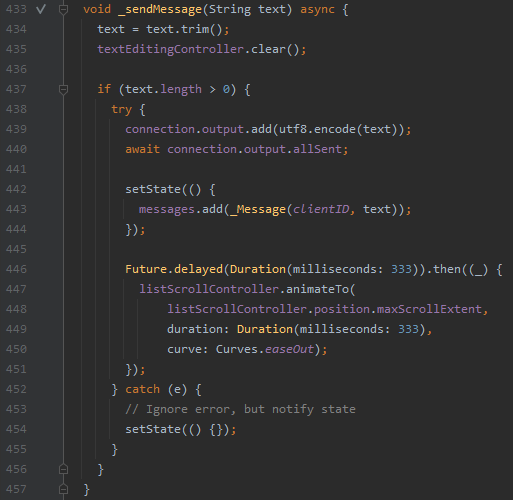 433 void _sendMessage(String text) async {
434 text = text.trim();
435 textEditingController.clear();
436
437 if (text.length > 0) {
438 try {
439 connection.output.add(utf8.encode(text));
440 await connection.output.allSent;
441
442 setState(() {
443 messages.add(_Message(clientID, text));
444 });
445
446 Future.delayed(Duration(milliseconds: 333)).then((_) {
447 listScrollController.animateTo(
448 listScrollController.position.maxScrollExtent,
449 duration: Duration(milliseconds: 333),
450 curve: Curves.easeOut);
451 });
452 } catch (e) {
453 // Ignore error, but notify state
454 setState(() {});
455 }
456 }
457 }